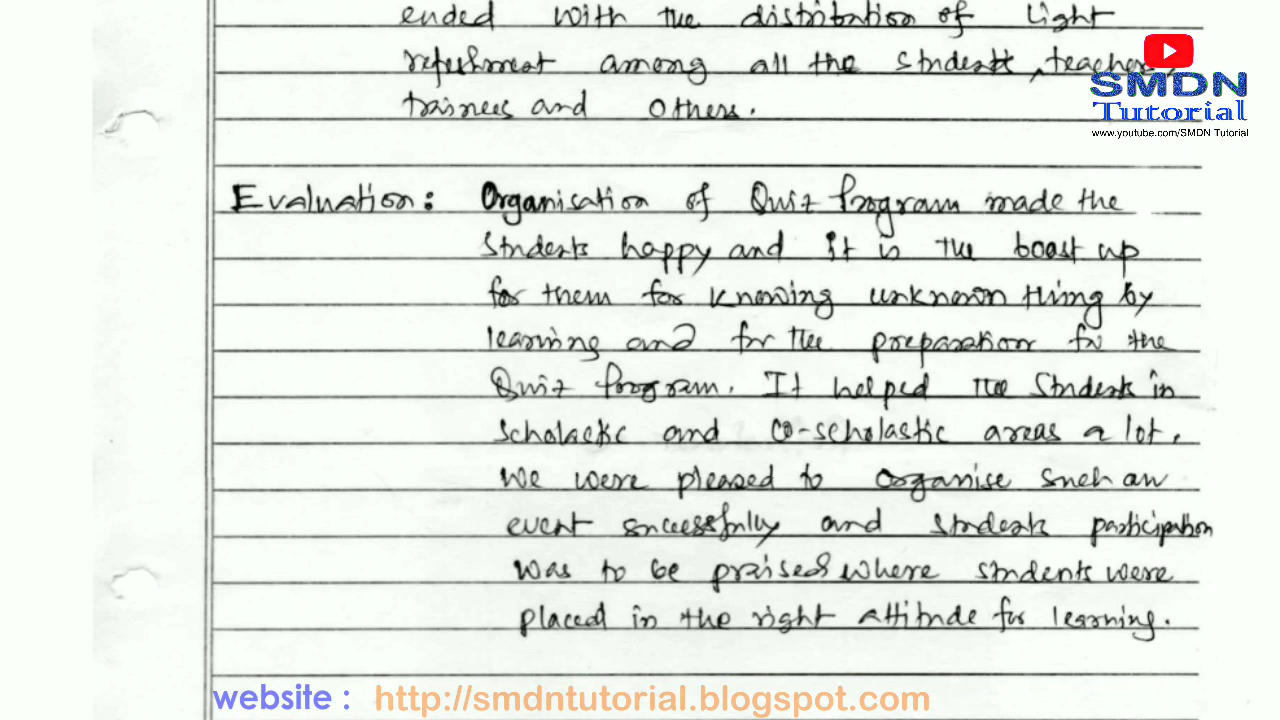 ended with the distribution of light
refreshment among all the students, teachers,
trainees and others.
SMDN
Tutorial
www.youtube.com/SMDN Tutorial
Evaluation: Organisation of Quiz Program made the
students happy and it is the boost up
for them for knowing unknown thing by
learning and for the preparation for the
Quiz Program. It helped the students in
scholastic and co-scholastic areas a lot.
We were pleased to organise such an
event successfully and students participation
was to be praised where students were
placed in the right attitude for learning.
website : http://smdntutorial.blogspot.com